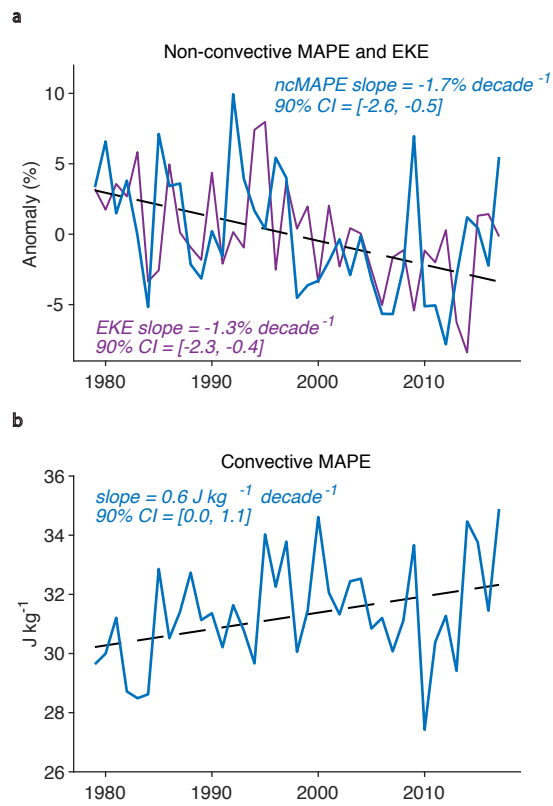 a
Non-convective MAPE and EKE
ncMAPE slope = -1.7% decade -1
90% CI = [-2.6, -0.5]
10
5
0
-5
Anomaly (%)
EKE slope = -1.3% decade -1
90% CI = [-2.3, -0.4]
1980 1990 2000 2010
b
Convective MAPE
slope = 0.6 J kg -1 decade-1
90% CI = [0.0, 1.1]
36
34
32
30
28
26
J kg-1
1980 1990 2000 2010